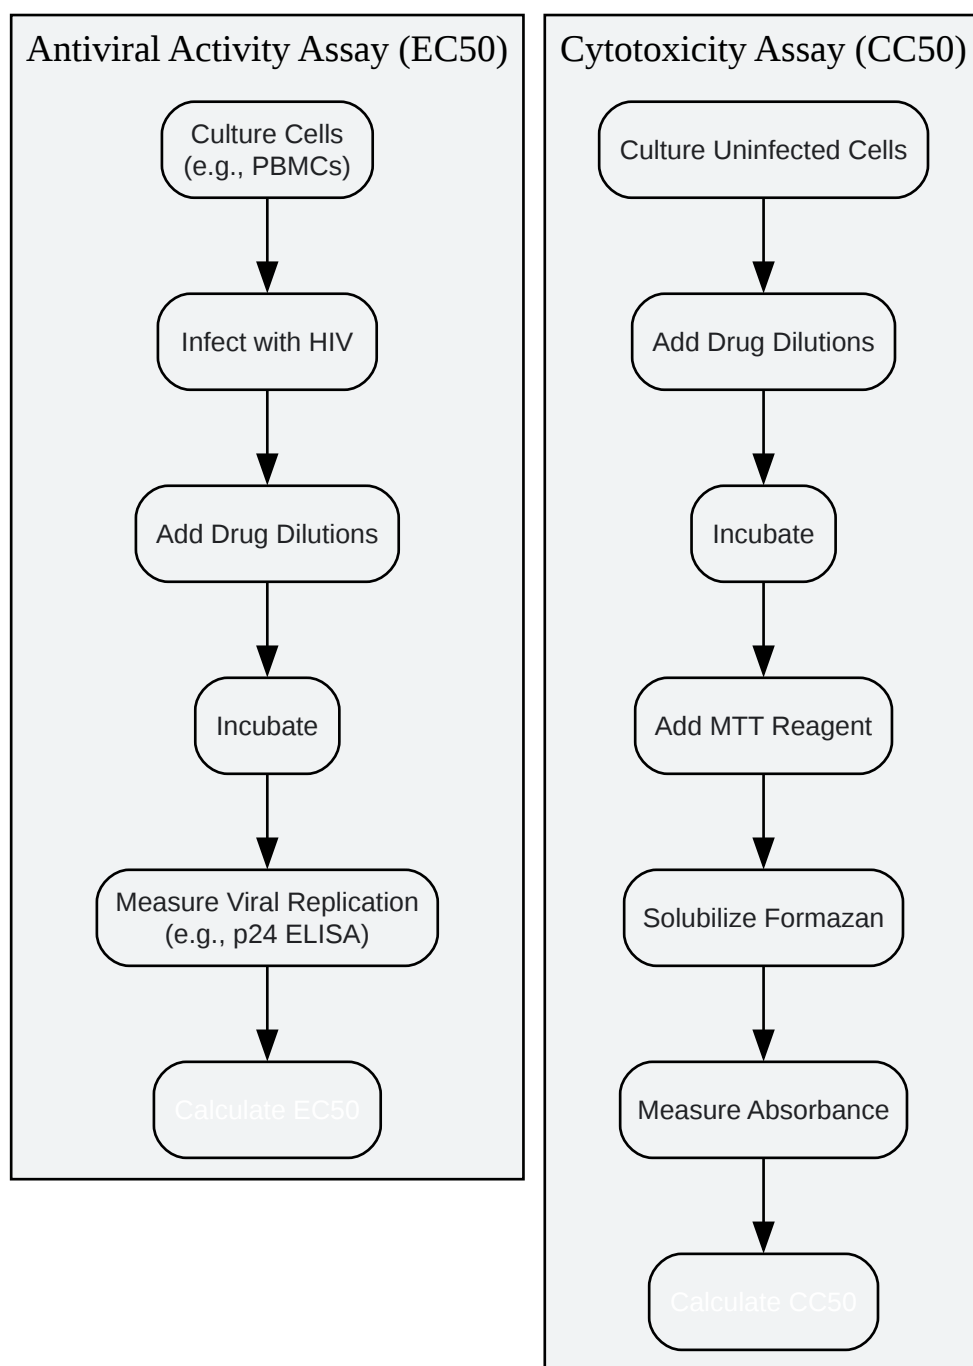 Antiviral Activity Assay (EC50)
Culture Cells
(e.g., PBMCs)
Infect with HIV
Add Drug Dilutions
Incubate
Measure Viral Replication
(e.g., p24 ELISA)
Calculate EC50
Cytotoxicity Assay (CC50)
Culture Uninfected Cells
Add Drug Dilutions
Incubate
Add MTT Reagent
Solubilize Formazan
Measure Absorbance
Calculate CC50